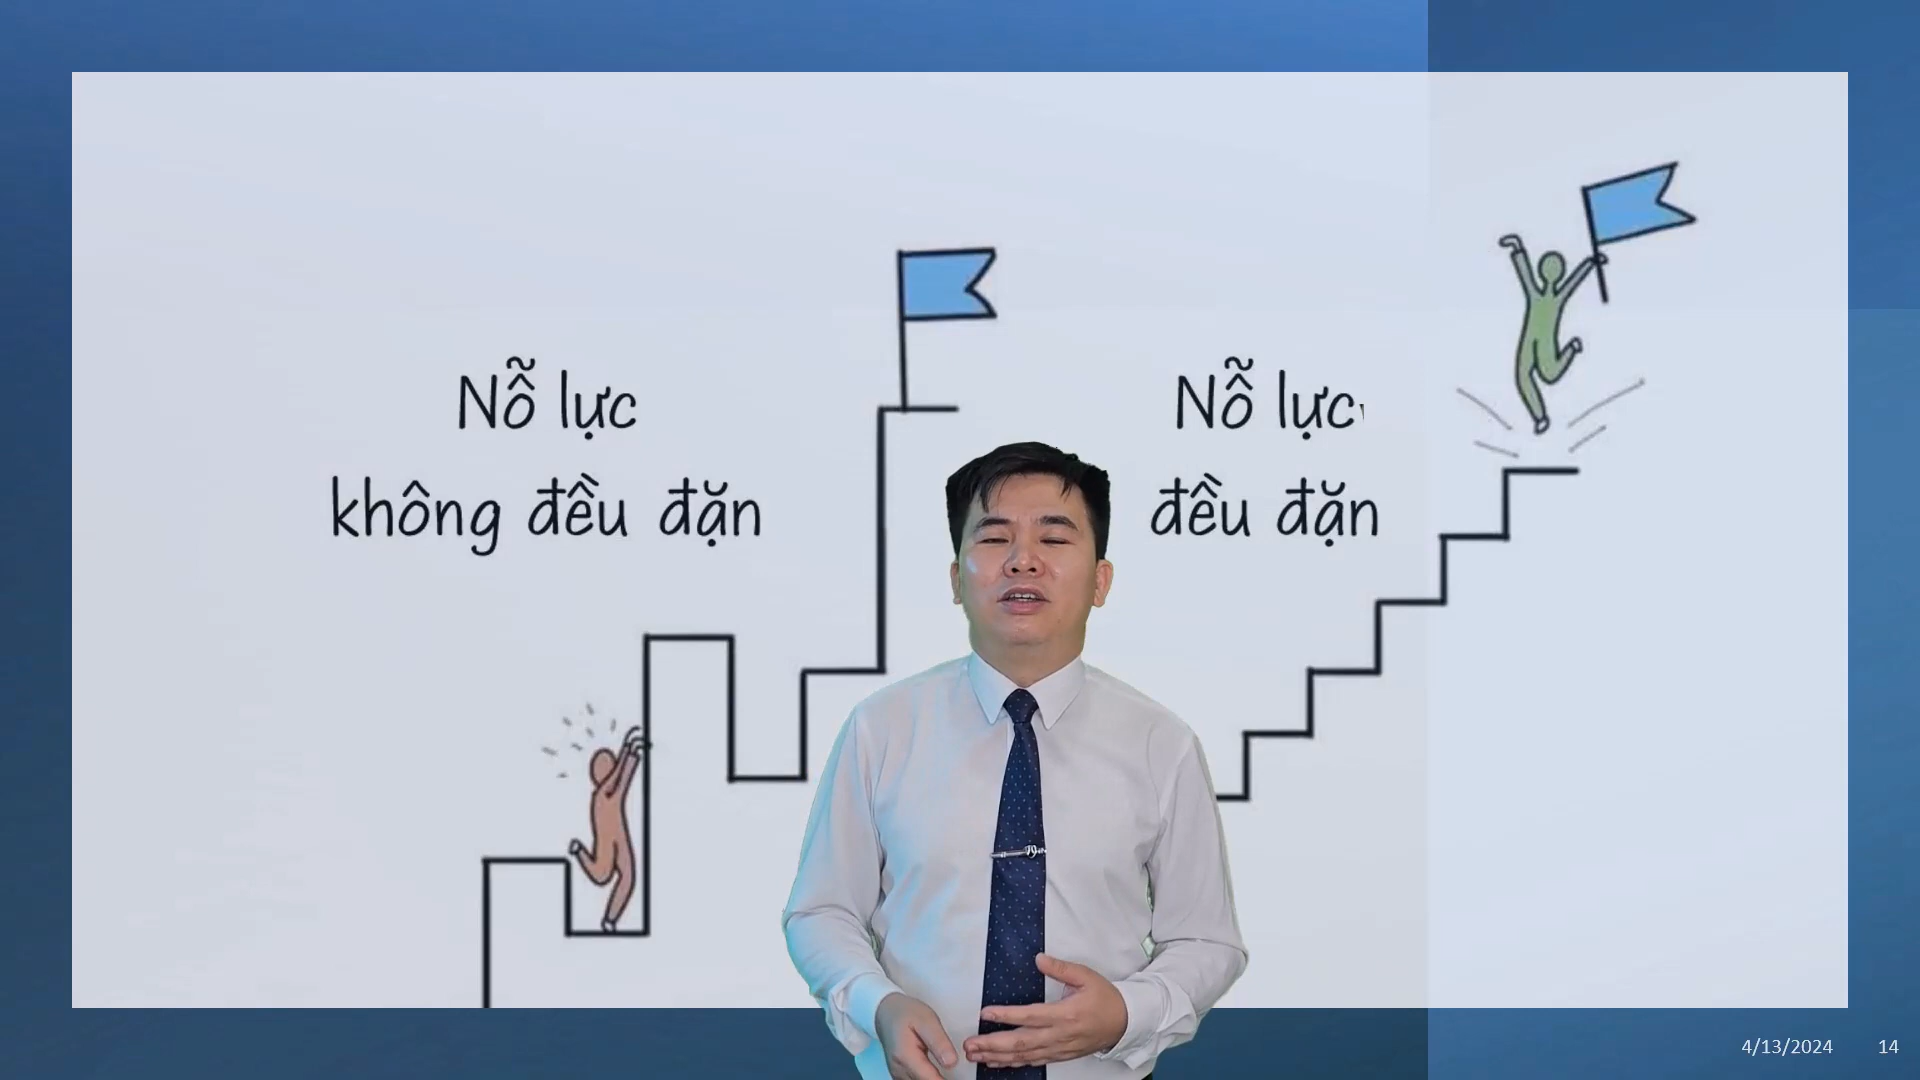 Nỗ lực
không đều đặn
Nỗ lực
đều đặn
4/13/2024 14